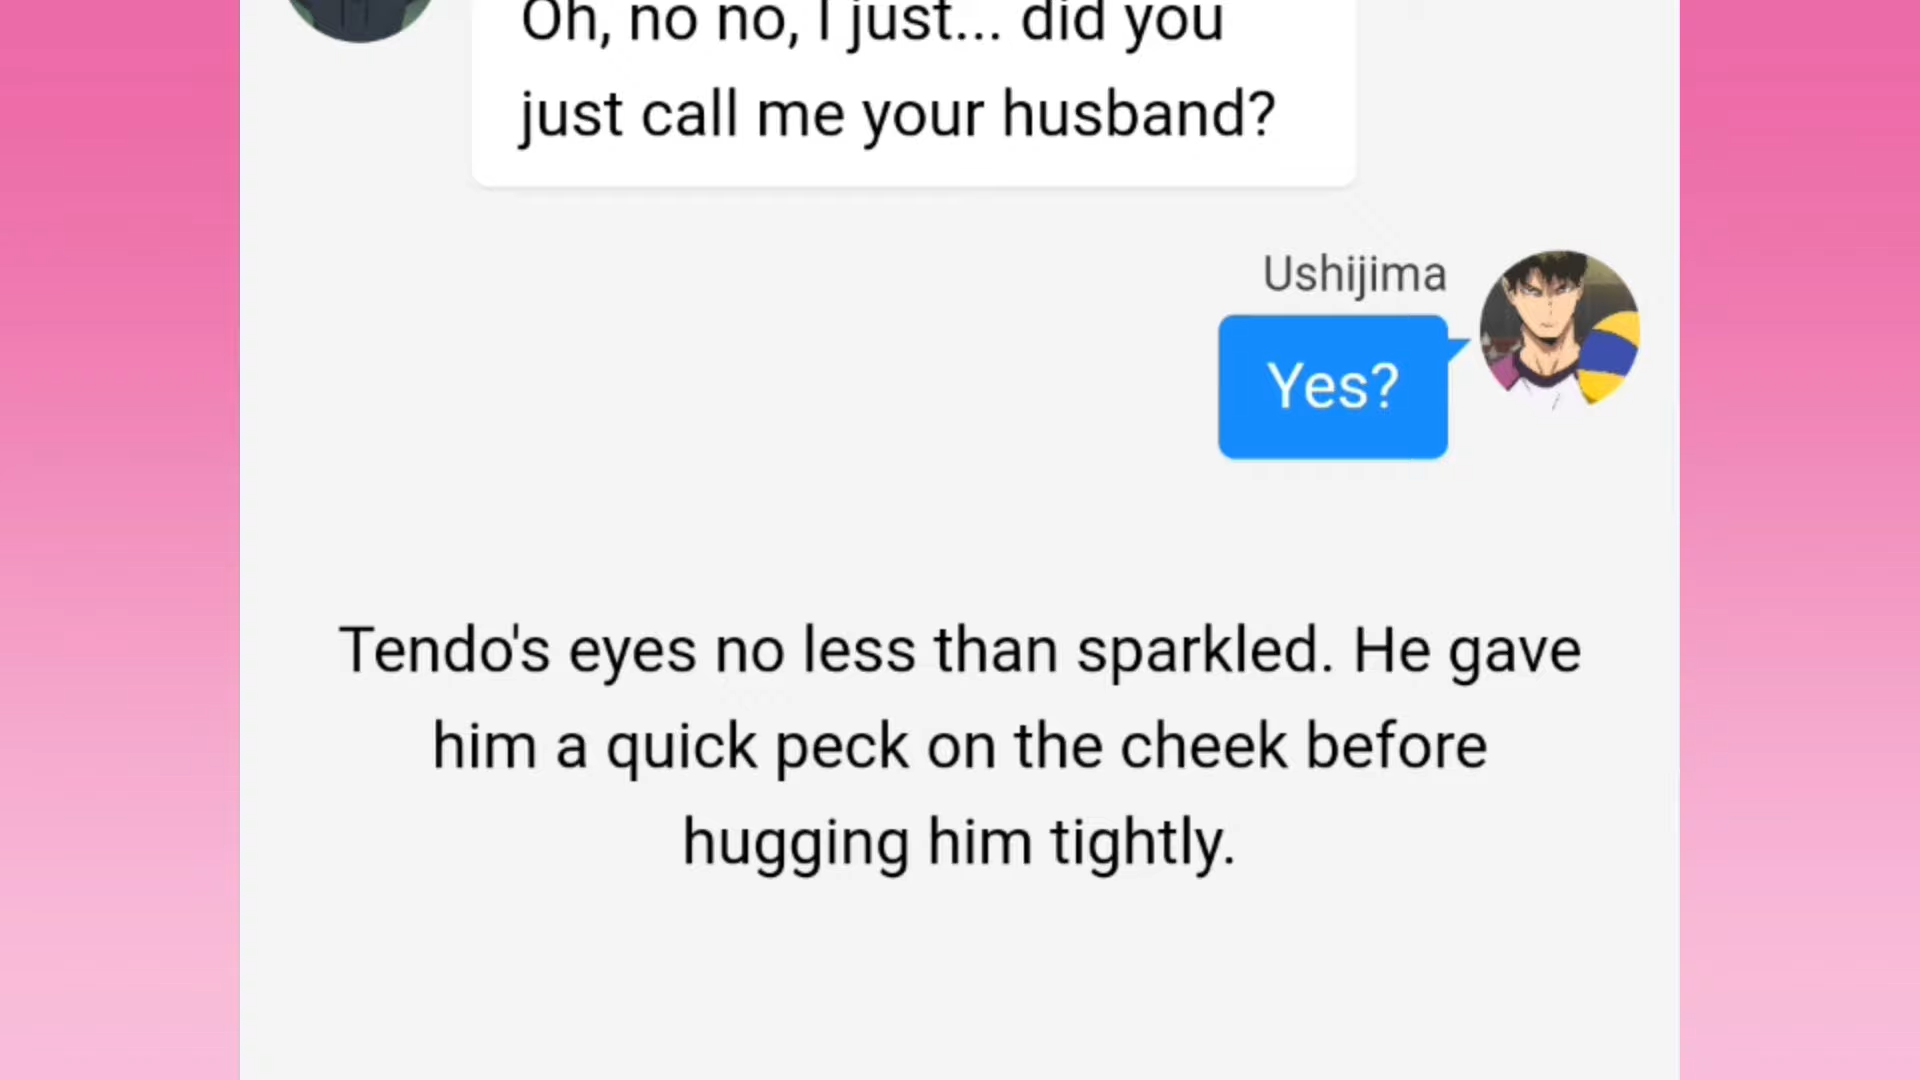 Oh, no no, I just... did you
just call me your husband?
Ushijima
Yes?
Tendo's eyes no less than sparkled. He gave
him a quick peck on the cheek before
hugging him tightly.